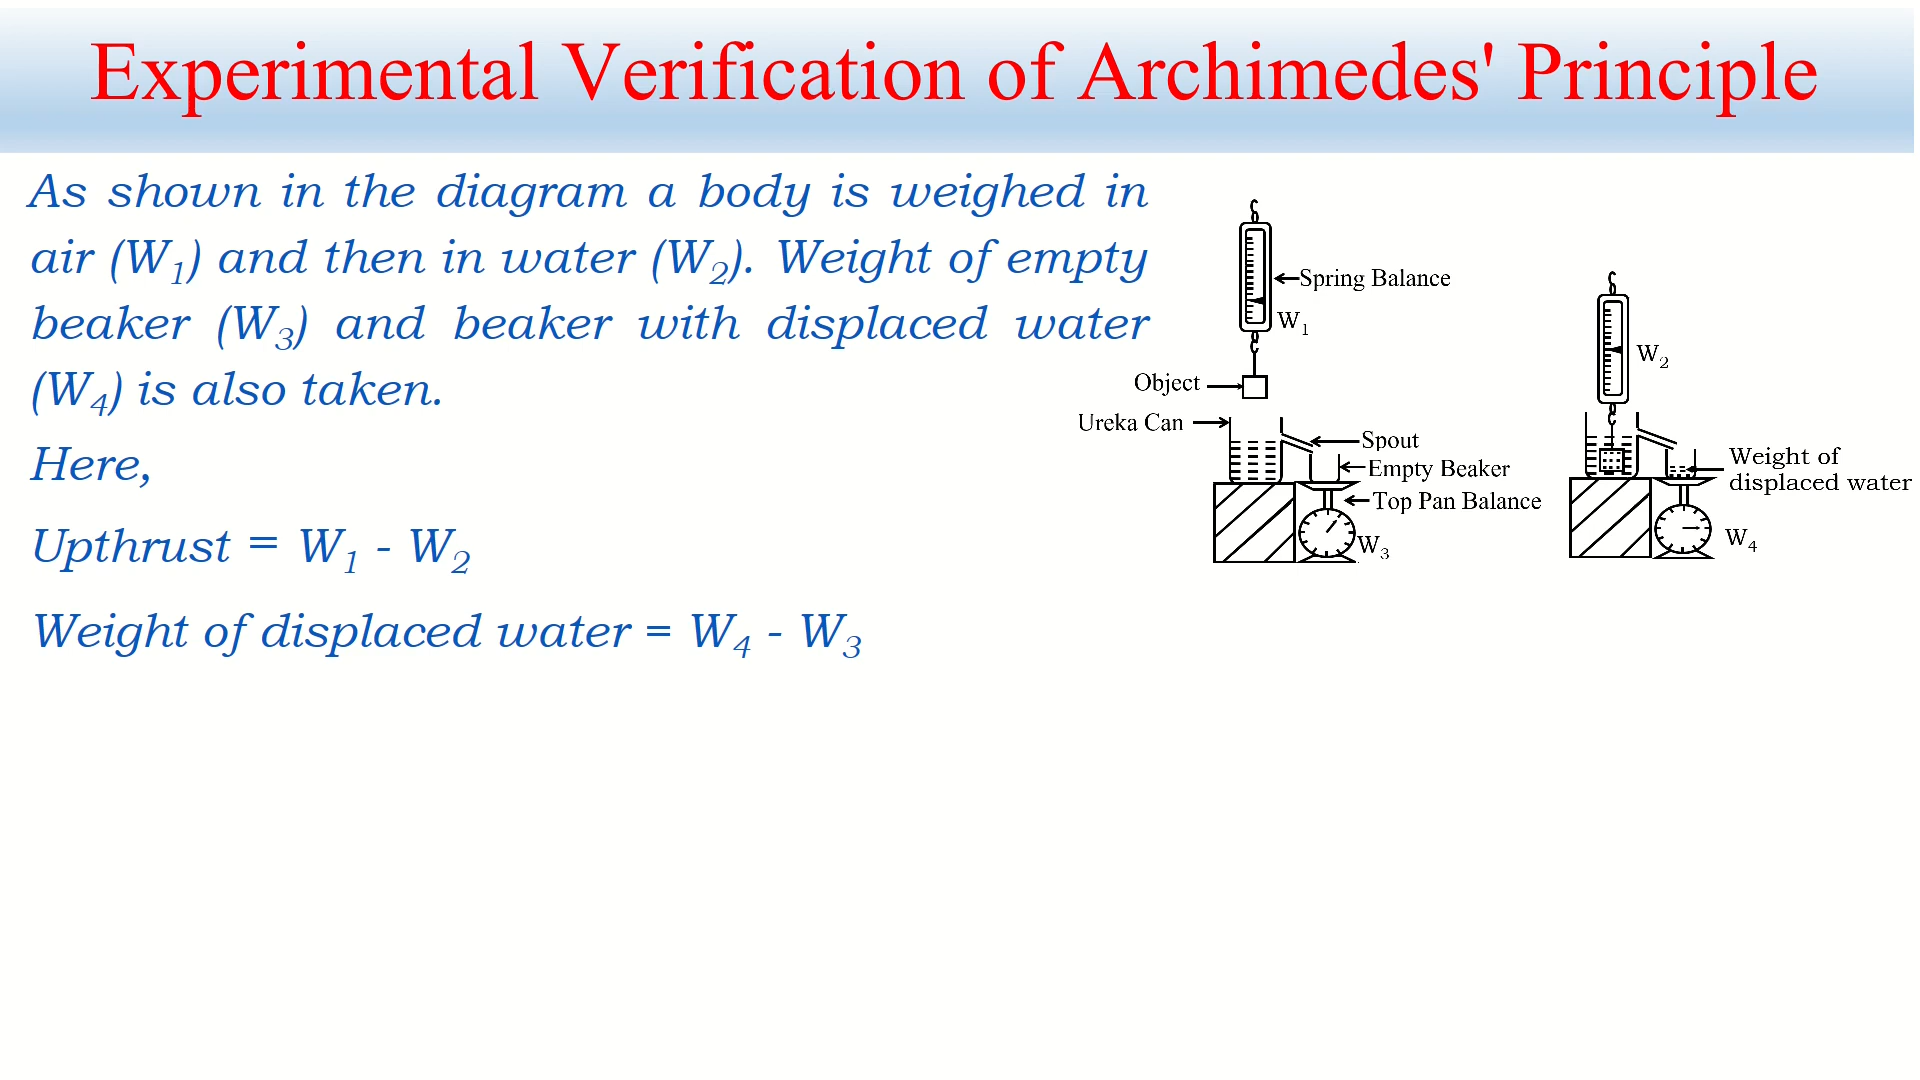 Experimental Verification of Archimedes' Principle
As shown in the diagram a body is weighed in
air (W₁) and then in water (W₂). Weight of empty
beaker (W₃) and beaker with displaced water
(W₄) is also taken.
Here,
Upthrust = W₁ - W₂
Weight of displaced water = W₄ - W₃
Spring Balance
W₁
Object
Ureka Can
Spout
Empty Beaker
Top Pan Balance
W₃
W₂
Weight of
displaced water
W₄